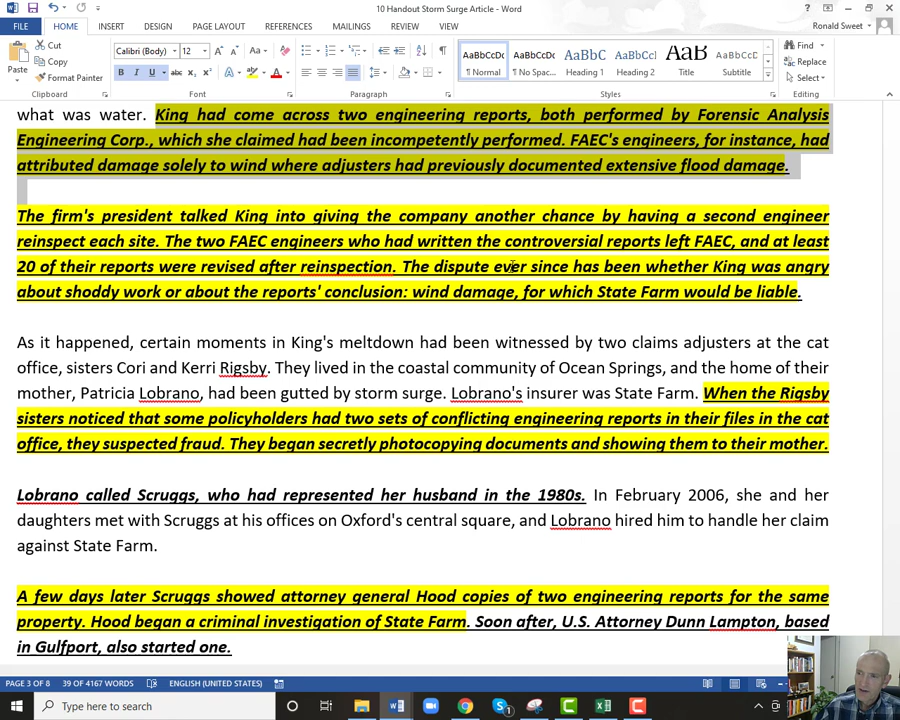 10 Handout Storm Surge Article - Word
FILE HOME INSERT DESIGN PAGE LAYOUT REFERENCES MAILINGS REVIEW VIEW Ronald Sweet
Paste Cut Copy Format Painter
Calibri (Body) 12
AaBbCcDc AaBbCcDc AaBbC AaBbCcl AaB AaBbCcDc
¶ Normal ¶ No Spac... Heading 1 Heading 2 Title Subtitle
Find Replace Select
Clipboard Font Paragraph Styles Editing
what was water. King had come across two engineering reports, both performed by Forensic Analysis
Engineering Corp., which she claimed had been incompetently performed. FAEC's engineers, for instance, had
attributed damage solely to wind where adjusters had previously documented extensive flood damage.
The firm's president talked King into giving the company another chance by having a second engineer
reinspect each site. The two FAEC engineers who had written the controversial reports left FAEC, and at least
20 of their reports were revised after reinspection. The dispute ever since has been whether King was angry
about shoddy work or about the reports' conclusion: wind damage, for which State Farm would be liable.
As it happened, certain moments in King's meltdown had been witnessed by two claims adjusters at the cat
office, sisters Cori and Kerri Rigsby. They lived in the coastal community of Ocean Springs, and the home of their
mother, Patricia Lobrano, had been gutted by storm surge. Lobrano's insurer was State Farm. When the Rigsby
sisters noticed that some policyholders had two sets of conflicting engineering reports in their files in the cat
office, they suspected fraud. They began secretly photocopying documents and showing them to their mother.
Lobrano called Scruggs, who had represented her husband in the 1980s. In February 2006, she and her
daughters met with Scruggs at his offices on Oxford's central square, and Lobrano hired him to handle her claim
against State Farm.
A few days later Scruggs showed attorney general Hood copies of two engineering reports for the same
property. Hood began a criminal investigation of State Farm. Soon after, U.S. Attorney Dunn Lampton, based
in Gulfport, also started one.
PAGE 3 OF 8 39 OF 4167 WORDS ENGLISH (UNITED STATES)
Type here to search